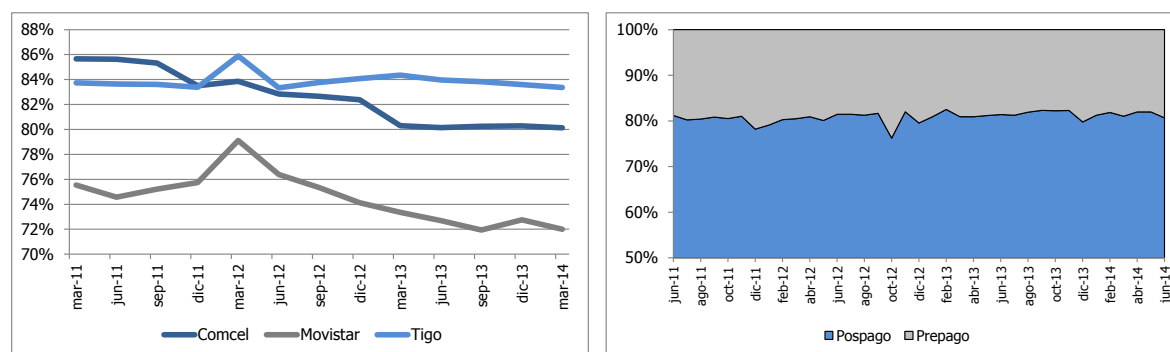 88%
86%
84%
82%
80%
78%
76%
74%
72%
70%
mar-11
jun-11
sep-11
dic-11
mar-12
jun-12
sep-12
dic-12
mar-13
jun-13
sep-13
dic-13
mar-14
Comcel Movistar Tigo
100%
90%
80%
70%
60%
50%
jun-11
ago-11
oct-11
dic-11
feb-12
abr-12
jun-12
ago-12
oct-12
dic-12
feb-13
abr-13
jun-13
ago-13
oct-13
dic-13
feb-14
abr-14
jun-14
Pospago Prepago